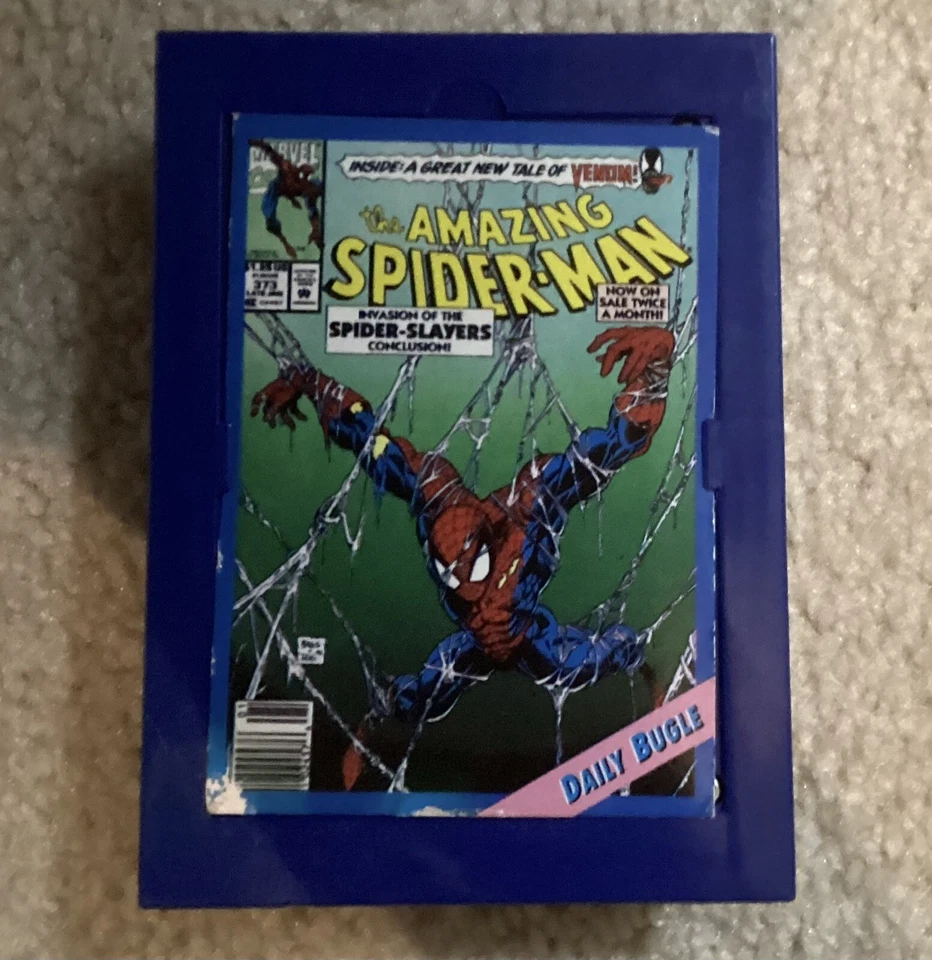 MARVEL
INSIDE: A GREAT NEW TALE OF VENOM!
the AMAZING
SPIDER-MAN
373
NOW ON
SALE TWICE
A MONTH!
INVASION OF THE
SPIDER-SLAYERS
CONCLUSION!
DAILY BUGLE